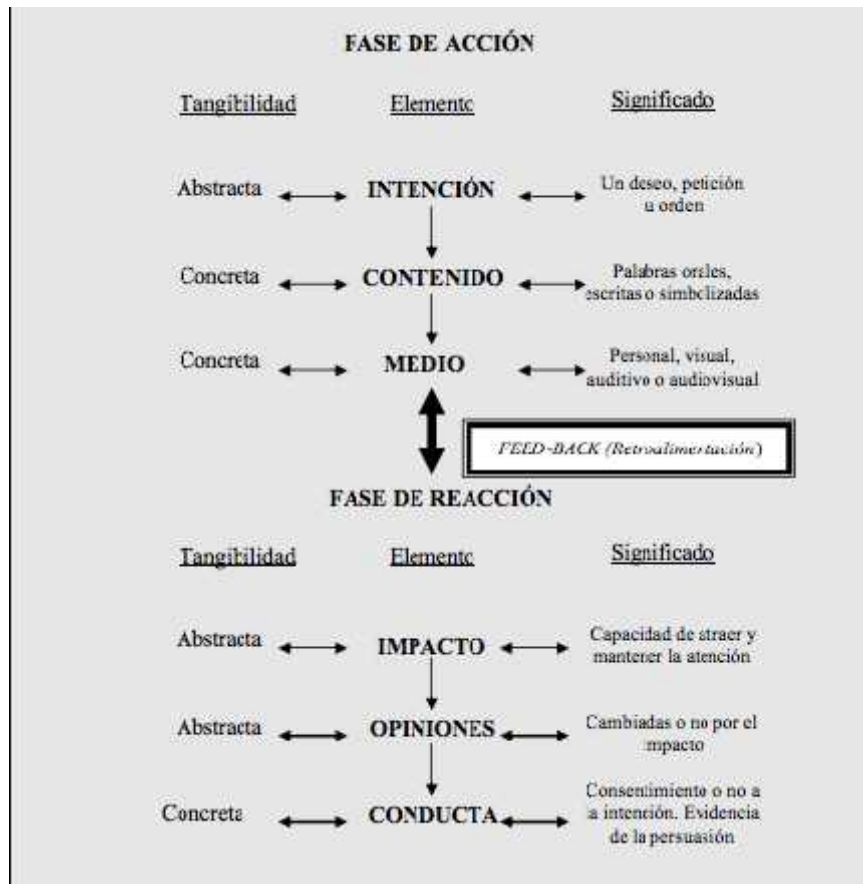 FASE DE ACCIÓN
Tangibilidad Elemento Significado
Abstracta INTENCIÓN Un deseo, petición
u orden
Concreta CONTENIDO Palabras orales,
escritas o simbolizadas
Concreta MEDIO Personal, visual,
auditivo o audiovisual
FEED-BACK (Retroalimentación)
FASE DE REACCIÓN
Tangibilidad Elemento Significado
Abstracta IMPACTO Capacidad de atraer y
mantener la atención
Abstracta OPINIONES Cambiadas o no por el
impacto
Concreta CONDUCTA Consentimiento o no a
a intención. Evidencia
de la persuasión